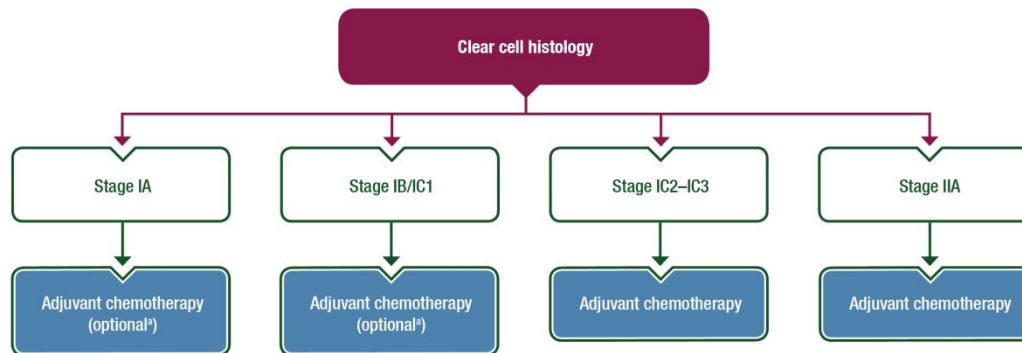 Clear cell histology
Stage IA
Stage IB/IC1
Stage IC2–IC3
Stage IIA
Adjuvant chemotherapy
(optionalᵃ)
Adjuvant chemotherapy
(optionalᵃ)
Adjuvant chemotherapy
Adjuvant chemotherapy